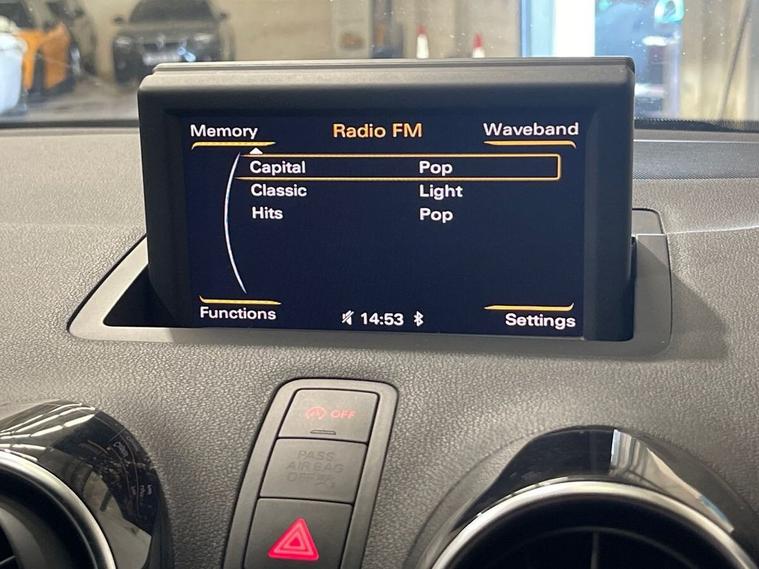 Memory Radio FM Waveband
Capital Pop
Classic Light
Hits Pop
Functions 14:53 Settings
OFF
PASS
AIR BAG
OFF